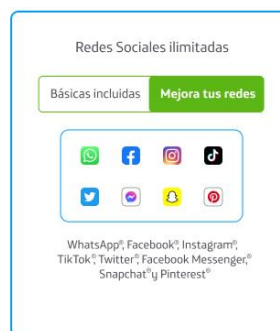 Redes Sociales ilimitadas
Básicas incluidas
Mejora tus redes
WhatsApp®, Facebook®, Instagram®,
TikTok®, Twitter®, Facebook Messenger,®
Snapchat® y Pinterest®